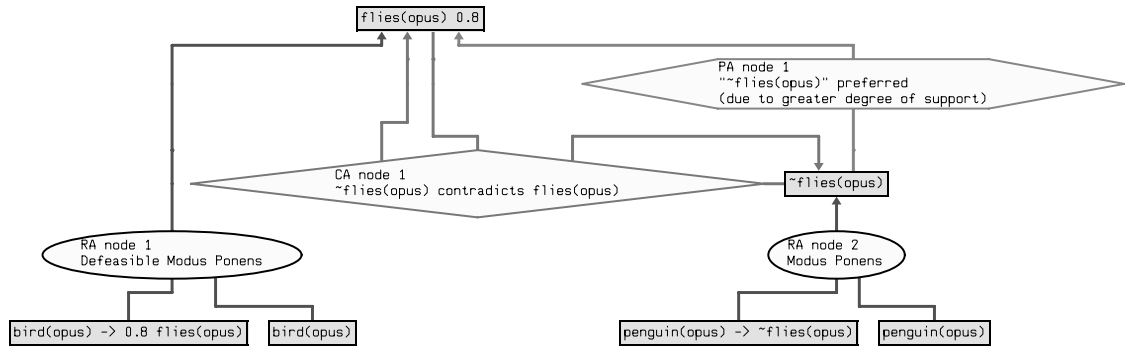 flies(opus) 0.8
PA node 1
"~flies(opus)" preferred
(due to greater degree of support)
CA node 1
~flies(opus) contradicts flies(opus)
~flies(opus)
RA node 1
Defeasible Modus Ponens
RA node 2
Modus Ponens
bird(opus) -> 0.8 flies(opus)
bird(opus)
penguin(opus) -> ~flies(opus)
penguin(opus)